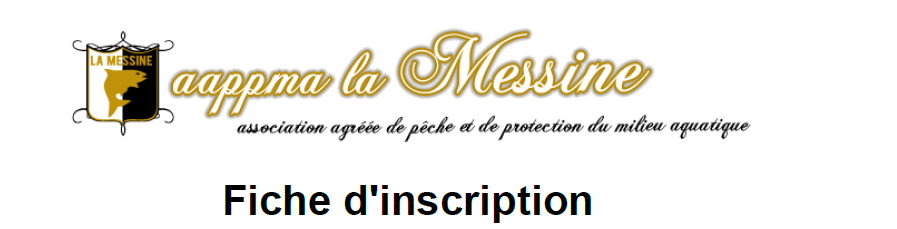 LA MESSINE
aappma la Messine
association agréée de pêche et de protection du milieu aquatique
Fiche d'inscription